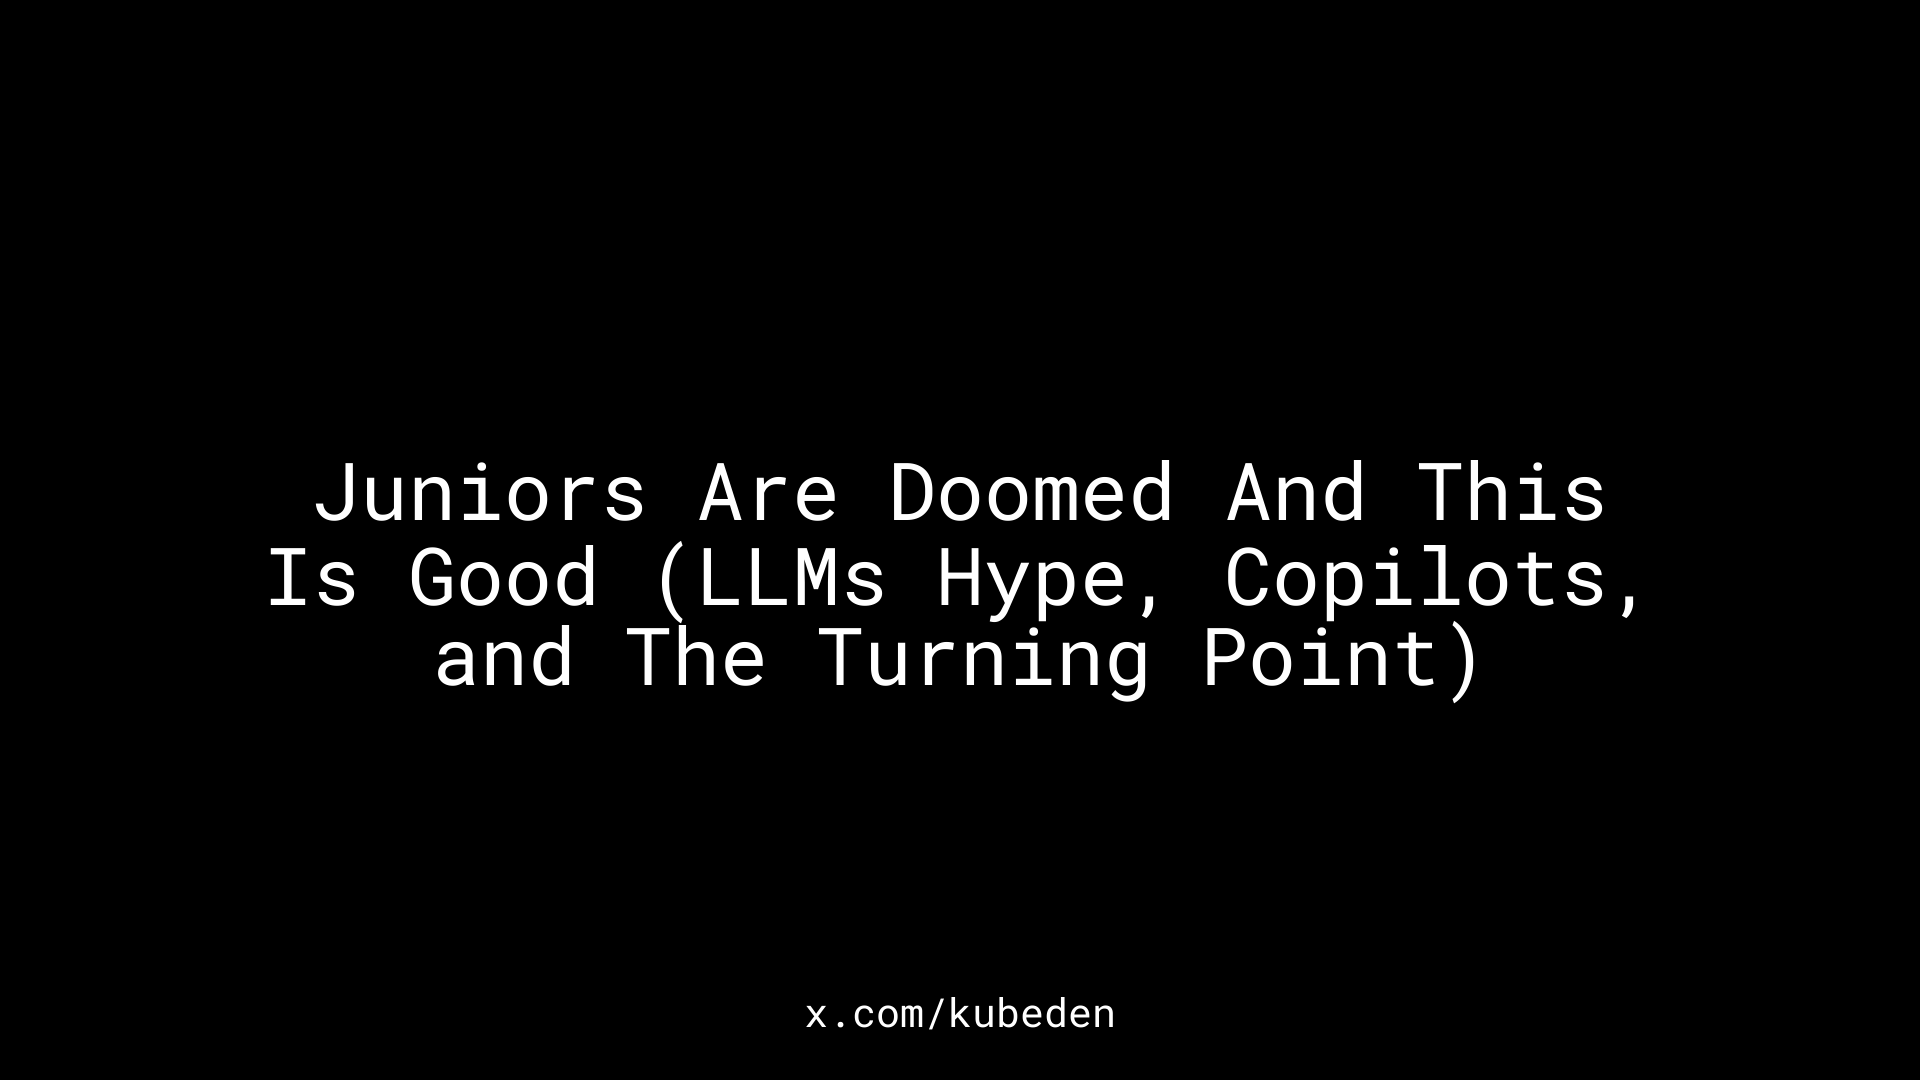 Juniors Are Doomed And This
Is Good (LLMs Hype, Copilots,
and The Turning Point)
x.com/kubeden